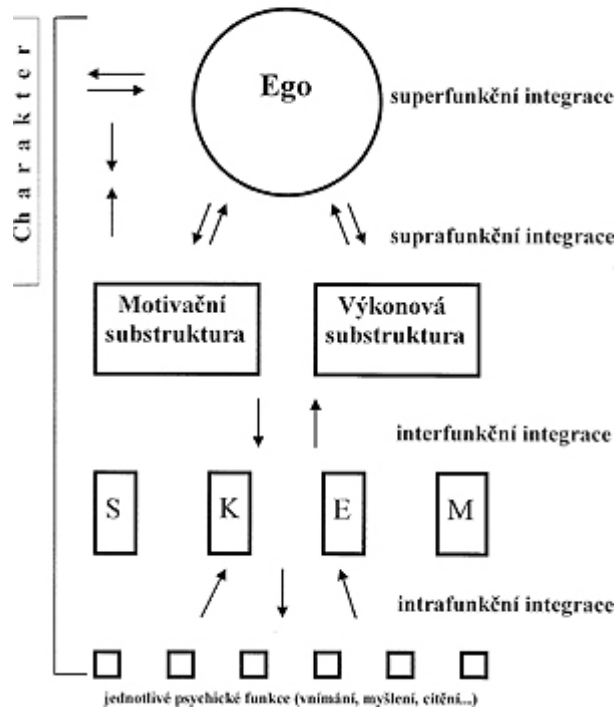 Charakter
Ego
superfunkční integrace
suprafunkční integrace
Motivační
substruktura
Výkonová
substruktura
interfunkční integrace
S
K
E
M
intrafunkční integrace
jednotlivé psychické funkce (vnímání, myšlení, cítění...)